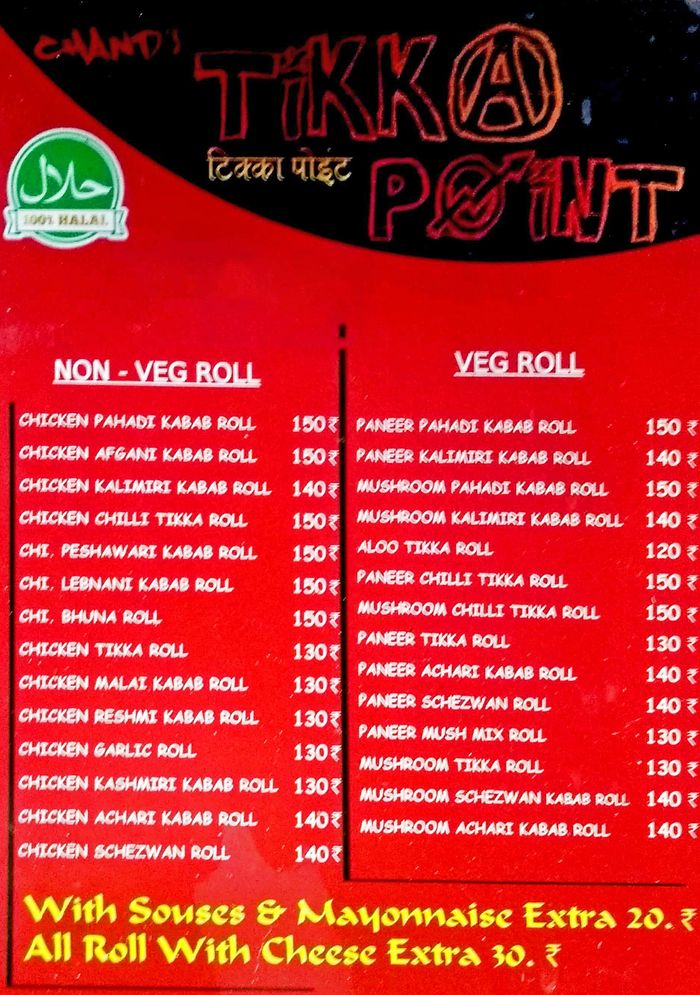 CHAND'S
TiKKA
टिक्का पोइंट
POiNT
حلال
100% HALAL
NON - VEG ROLL
CHICKEN PAHADI KABAB ROLL 150₹
CHICKEN AFGANI KABAB ROLL 150₹
CHICKEN KALIMIRI KABAB ROLL 140₹
CHICKEN CHILLI TIKKA ROLL 150₹
CHI, PESHAWARI KABAB ROLL 150₹
CHI, LEBNANI KABAB ROLL 150₹
CHI, BHUNA ROLL 150₹
CHICKEN TIKKA ROLL 130₹
CHICKEN MALAI KABAB ROLL 130₹
CHICKEN RESHMI KABAB ROLL 130₹
CHICKEN GARLIC ROLL 130₹
CHICKEN KASHMIRI KABAB ROLL 130₹
CHICKEN ACHARI KABAB ROLL 140₹
CHICKEN SCHEZWAN ROLL 140₹
VEG ROLL
PANEER PAHADI KABAB ROLL 150 ₹
PANEER KALIMIRI KABAB ROLL 140 ₹
MUSHROOM PAHADI KABAB ROLL 150 ₹
MUSHROOM KALIMIRI KABAB ROLL 140 ₹
ALOO TIKKA ROLL 120 ₹
PANEER CHILLI TIKKA ROLL 150 ₹
MUSHROOM CHILLI TIKKA ROLL 150 ₹
PANEER TIKKA ROLL 130 ₹
PANEER ACHARI KABAB ROLL 140 ₹
PANEER SCHEZWAN ROLL 140 ₹
PANEER MUSH MIX ROLL 130 ₹
MUSHROOM TIKKA ROLL 130 ₹
MUSHROOM SCHEZWAN KABAB ROLL 140 ₹
MUSHROOM ACHARI KABAB ROLL 140 ₹
With Souses & Mayonnaise Extra 20. ₹
All Roll With Cheese Extra 30. ₹